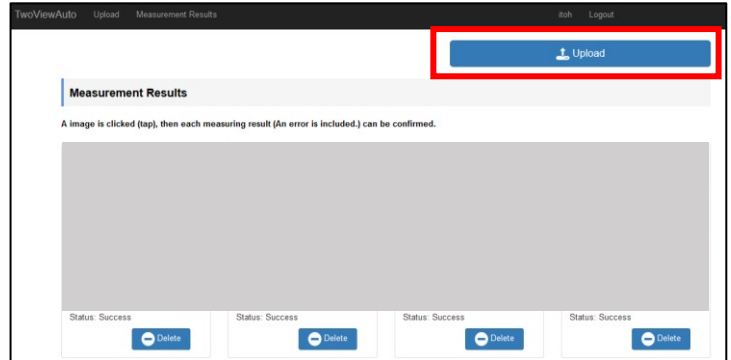 TwoViewAuto Upload Measurement Results itoh Logout
Upload
Measurement Results
A image is clicked (tap), then each measuring result (An error is included.) can be confirmed.
Status: Success Status: Success Status: Success Status: Success
Delete Delete Delete Delete